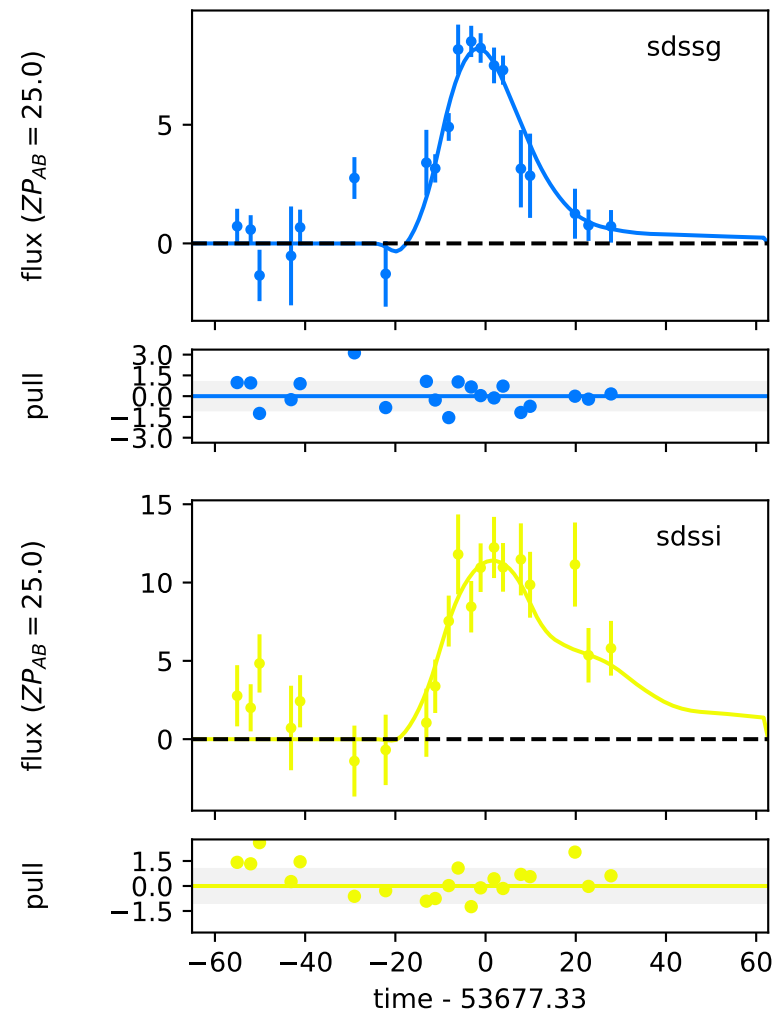 sdssg
flux (ZP_AB = 25.0)
5
0
pull
3.0
1.5
0.0
−1.5
−3.0
sdssi
flux (ZP_AB = 25.0)
15
10
5
0
pull
1.5
0.0
−1.5
−60 −40 −20 0 20 40 60
time - 53677.33